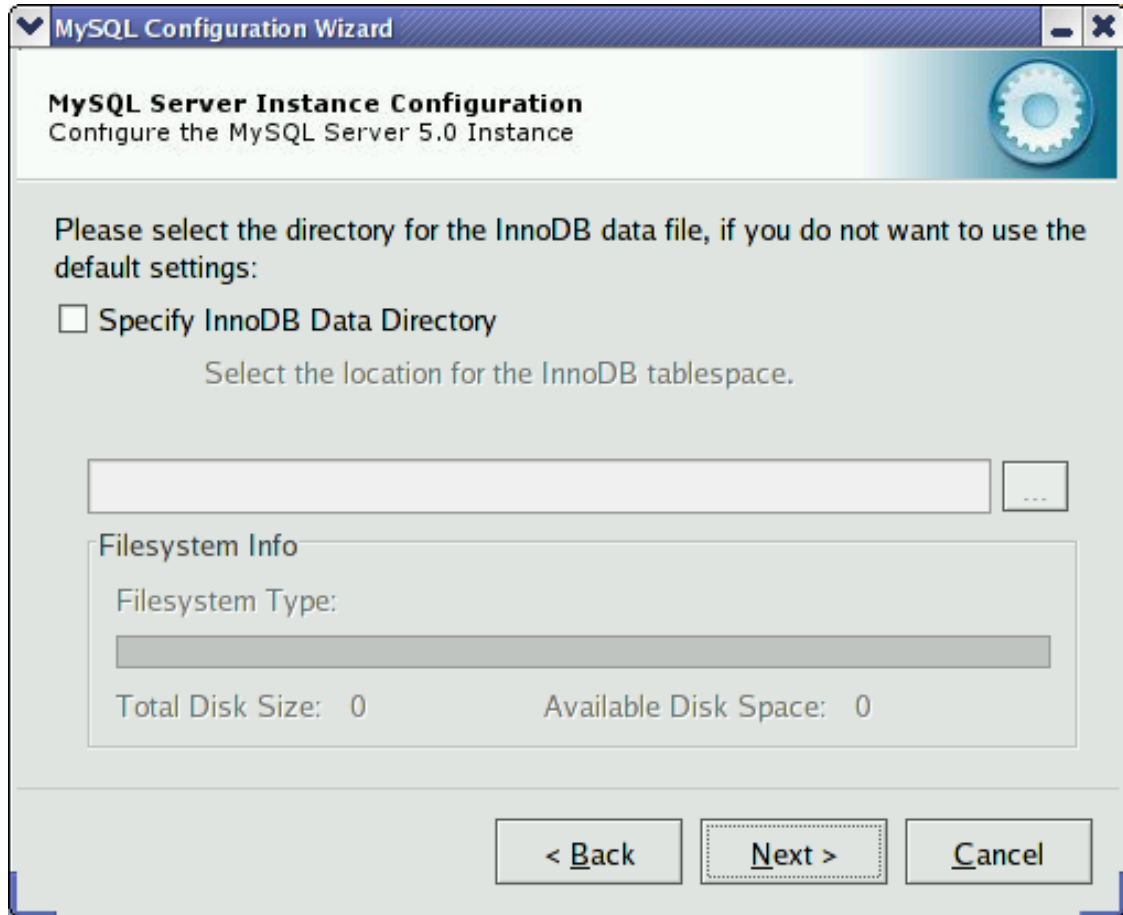 MySQL Configuration Wizard
MySQL Server Instance Configuration
Configure the MySQL Server 5.0 Instance
Please select the directory for the InnoDB data file, if you do not want to use the
default settings:
Specify InnoDB Data Directory
Select the location for the InnoDB tablespace.
...
Filesystem Info
Filesystem Type:
Total Disk Size: 0 Available Disk Space: 0
< Back Next > Cancel